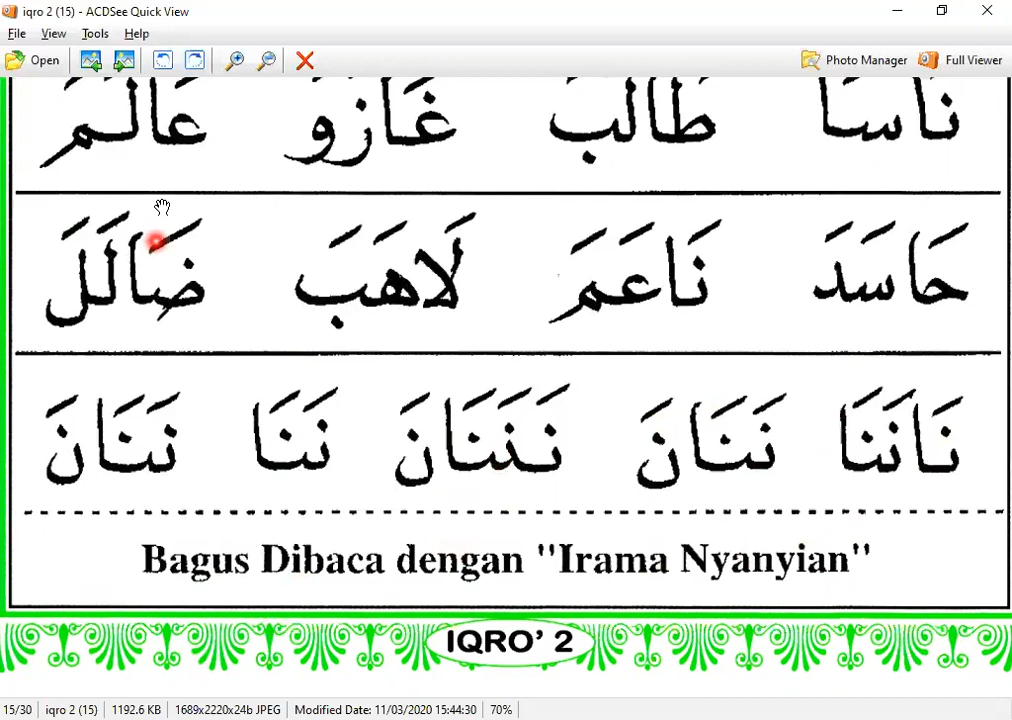 iqro 2 (15) - ACDSee Quick View
File View Tools Help
Open Photo Manager Full Viewer
نَاسَا طَالَبَ غَازَوَ عَالَمَ
حَاسَدَ نَاعَمَ لَاهَبَ ضَالَلَ
نَانَنَا نَنَانَ نَنَنَانَ نَنَا نَنَانَ
Bagus Dibaca dengan "Irama Nyanyian"
IQRO' 2
15/30 iqro 2 (15) 1192.6 KB 1689x2220x24b JPEG Modified Date: 11/03/2020 15:44:30 70%